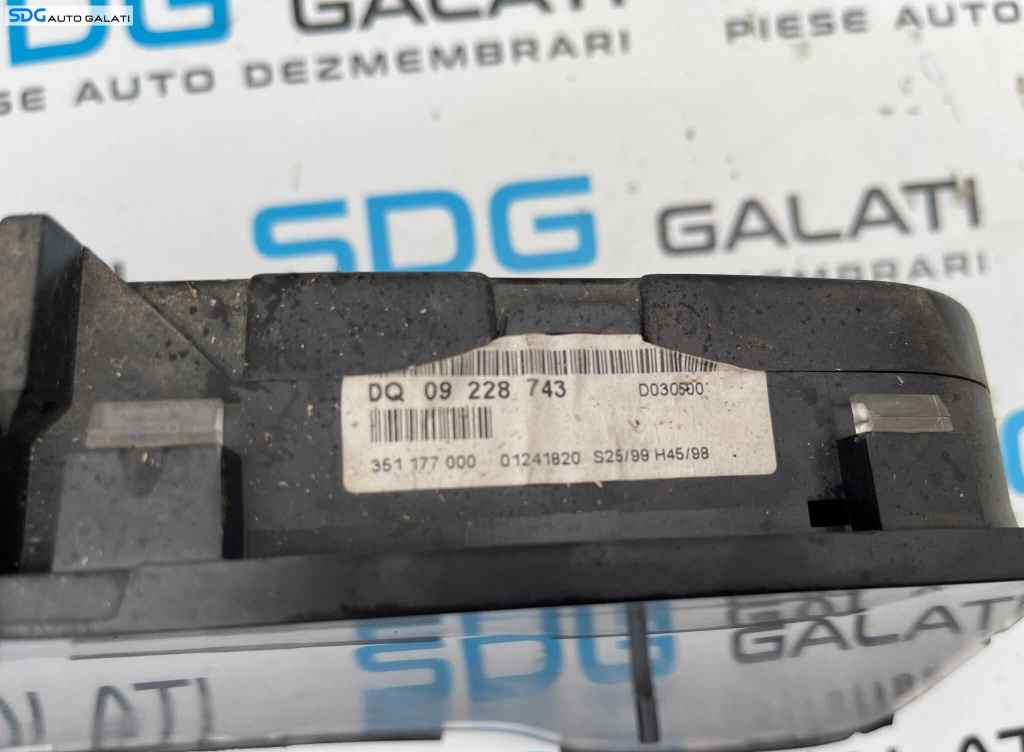 SDG AUTO GALATI
DG
SE AUTO DEZMEMBRARI
PIESE AUTO
SDG GALATI
DQ 09 228 743 D030500
351 177 000 01241820 S25/99 H45/98
SDG GALATI
GALATI